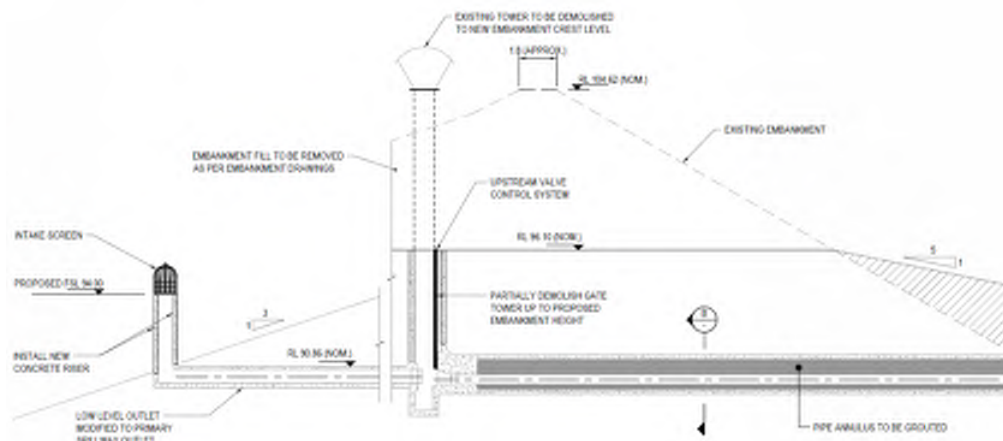 EXISTING TOWER TO BE DEMOLISHED
TO NEW EMBANKMENT CREST LEVEL
1.8 (APPROX.)
RL 104.62 (NOM.)
EXISTING EMBANKMENT
EMBANKMENT FILL TO BE REMOVED
AS PER EMBANKMENT DRAWINGS
UPSTREAM VALVE
CONTROL SYSTEM
INTAKE SCREEN
RL 96.10 (NOM.)
5
1
PROPOSED FSL 94.00
PARTIALLY DEMOLISH GATE
TOWER UP TO PROPOSED
EMBANKMENT HEIGHT
1
INSTALL NEW
CONCRETE RISER
RL 90.86 (NOM.)
LOW LEVEL OUTLET
MODIFIED TO PRIMARY
SPILLWAY OUTLET
PIPE ANNULUS TO BE GROUTED